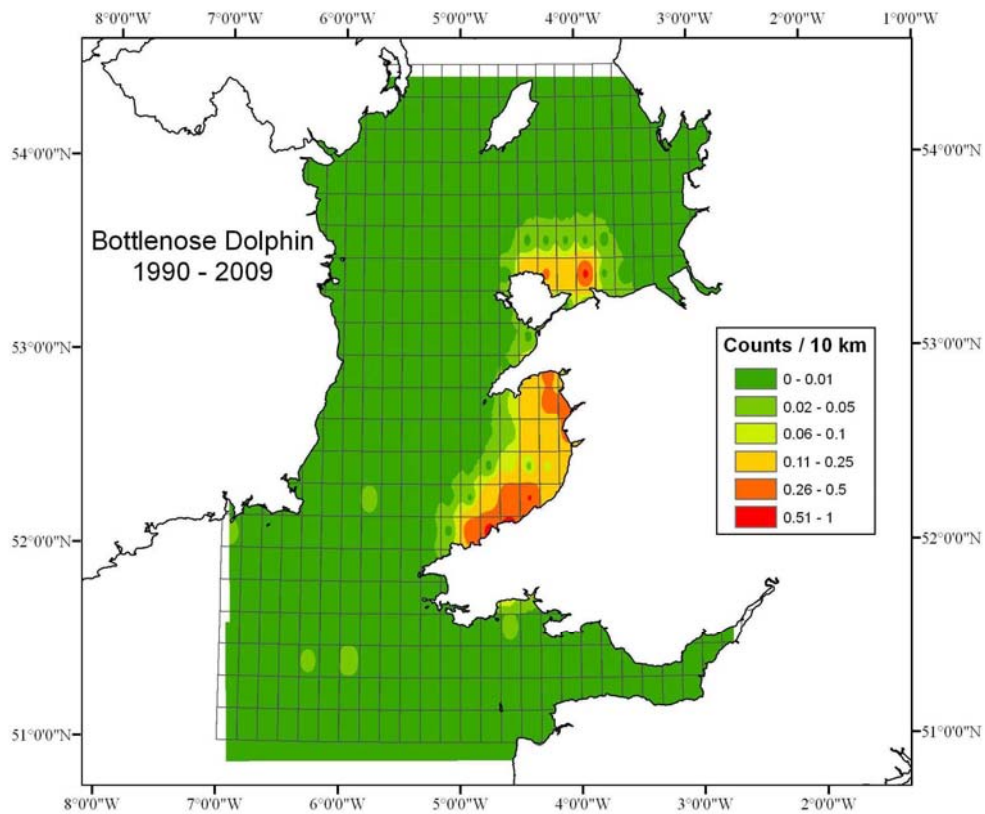 8°0'0"W 7°0'0"W 6°0'0"W 5°0'0"W 4°0'0"W 3°0'0"W 2°0'0"W 1°0'0"W
54°0'0"N 54°0'0"N
Bottlenose Dolphin
1990 - 2009
53°0'0"N 53°0'0"N
Counts / 10 km
0 - 0.01
0.02 - 0.05
0.06 - 0.1
0.11 - 0.25
0.26 - 0.5
0.51 - 1
52°0'0"N 52°0'0"N
51°0'0"N 51°0'0"N
8°0'0"W 7°0'0"W 6°0'0"W 5°0'0"W 4°0'0"W 3°0'0"W 2°0'0"W